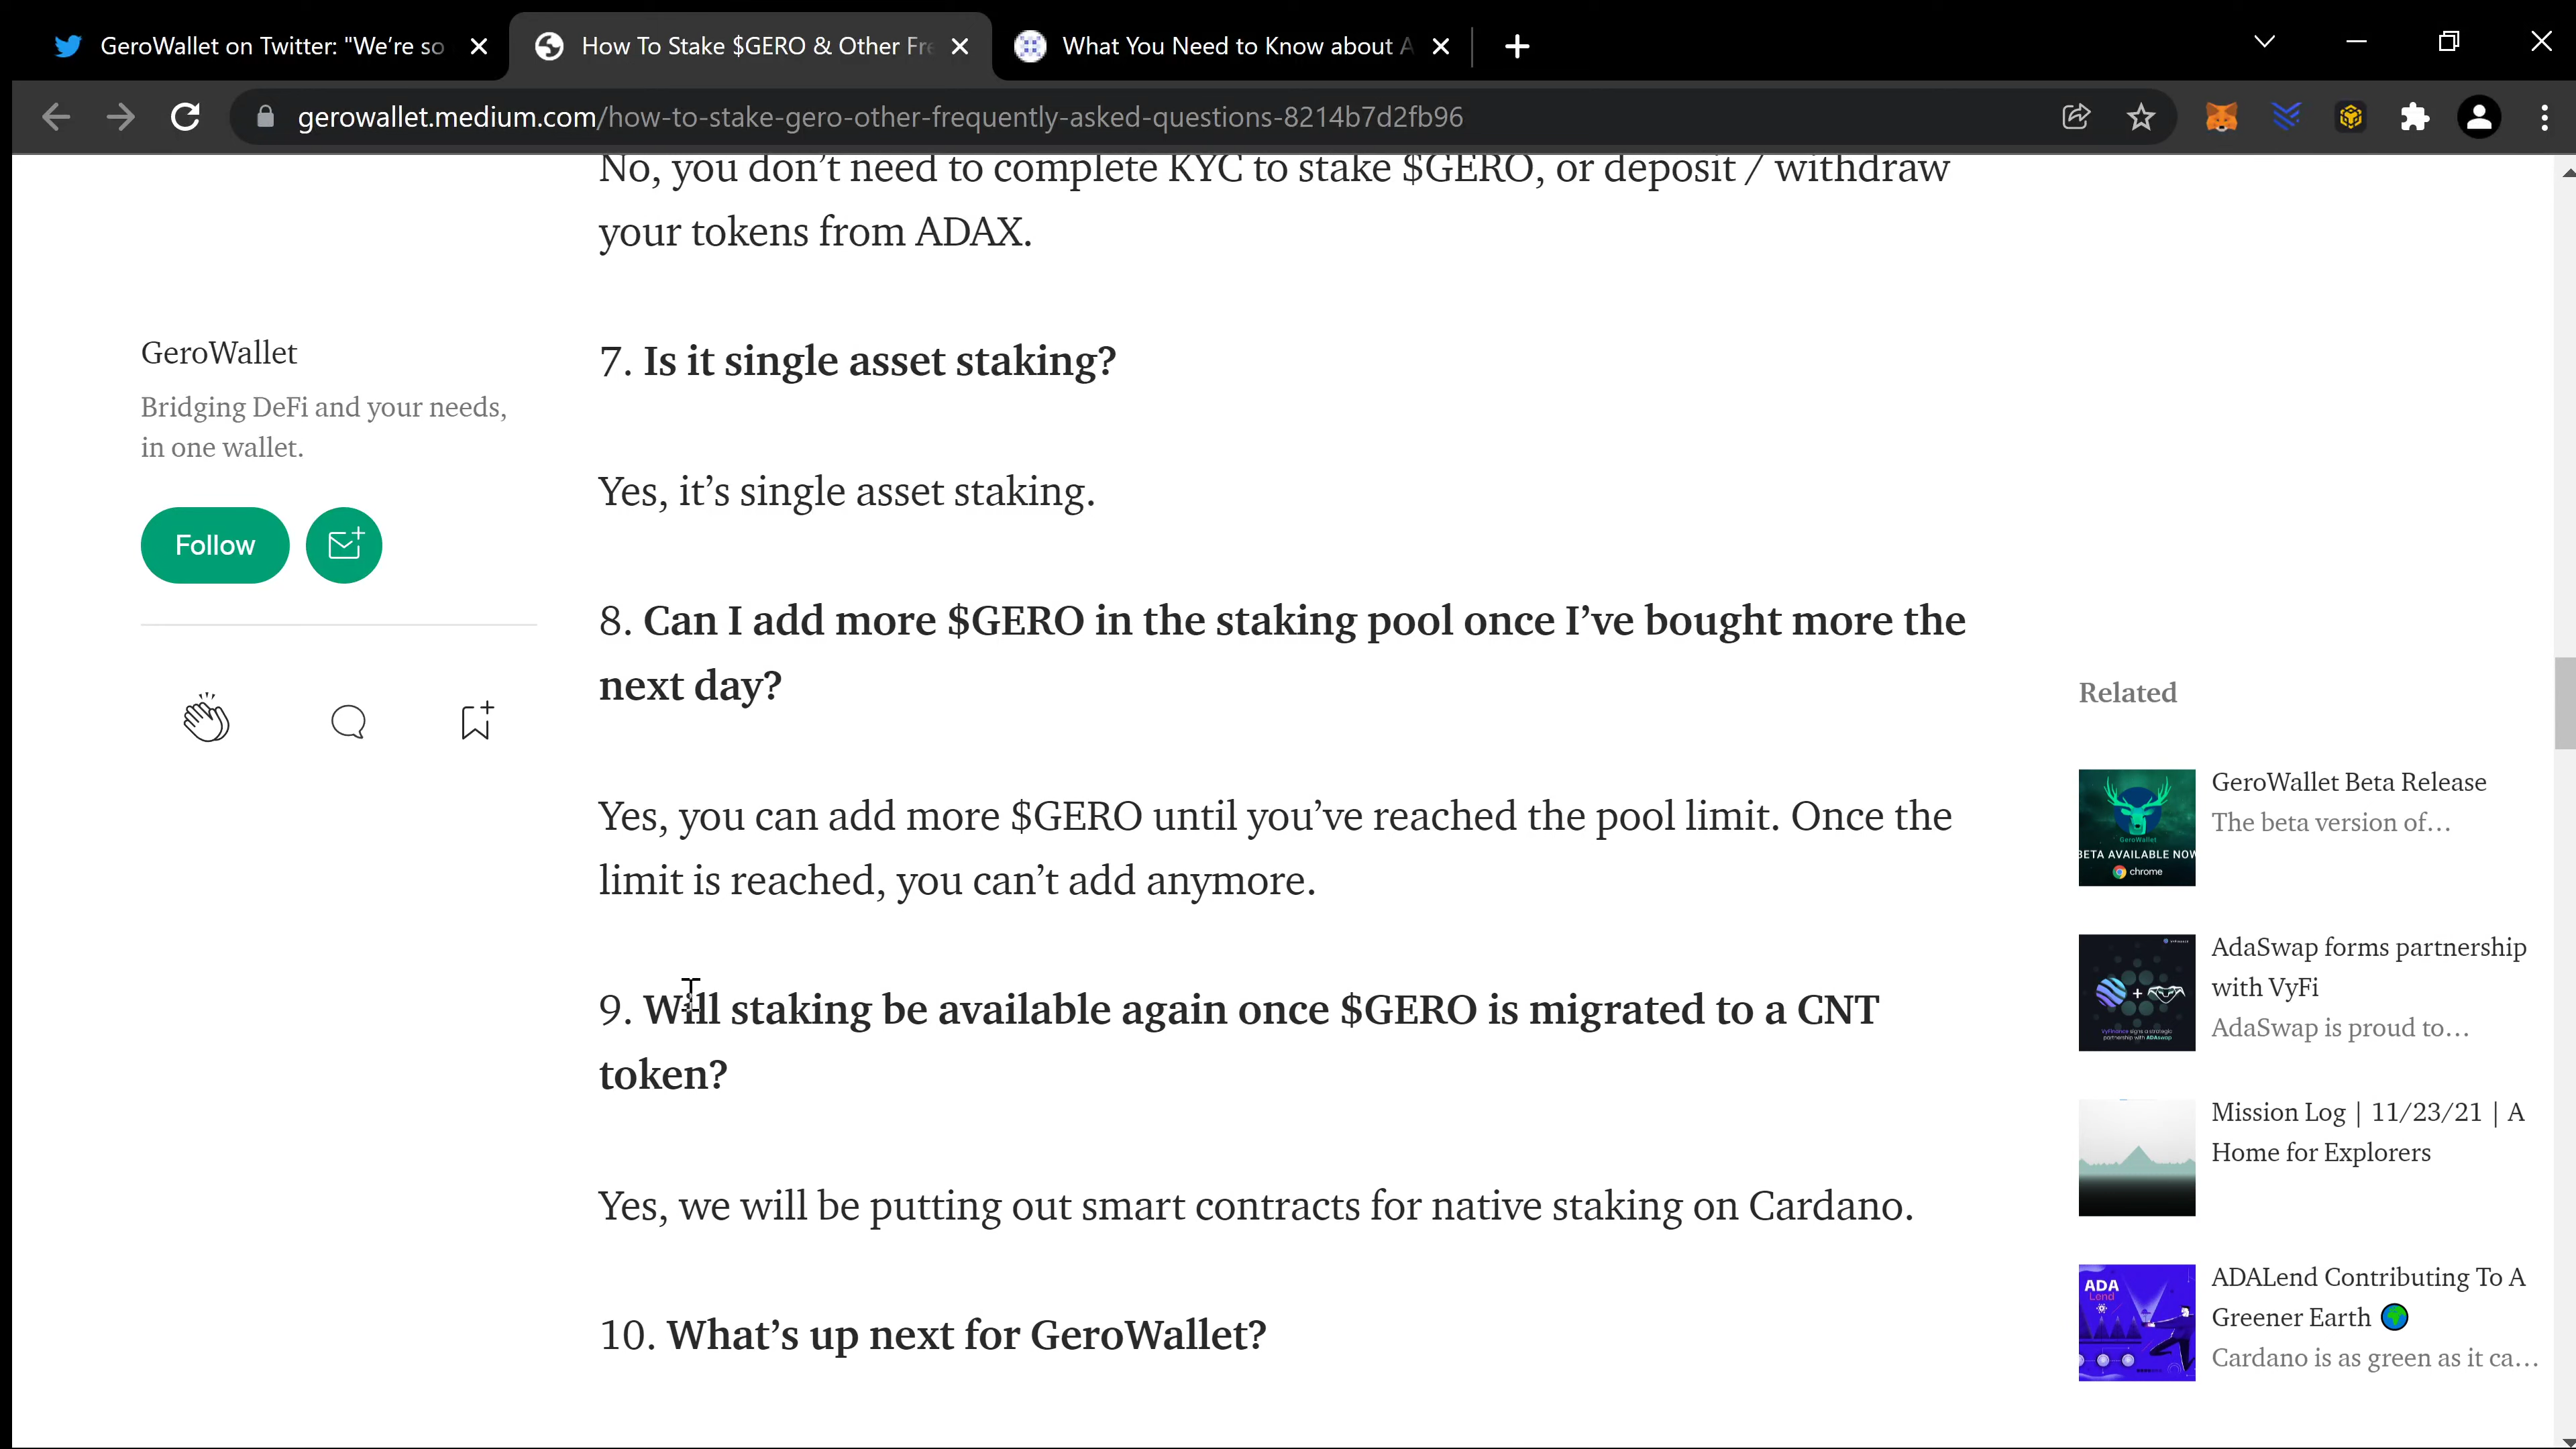 GeroWallet on Twitter: "We're so
How To Stake $GERO & Other Fre
What You Need to Know about A
gerowallet.medium.com/how-to-stake-gero-other-frequently-asked-questions-8214b7d2fb96
No, you don't need to complete KYC to stake $GERO, or deposit / withdraw
your tokens from ADAX.
GeroWallet
Bridging DeFi and your needs,
in one wallet.
Follow
7. Is it single asset staking?
Yes, it's single asset staking.
8. Can I add more $GERO in the staking pool once I've bought more the
next day?
Yes, you can add more $GERO until you've reached the pool limit. Once the
limit is reached, you can't add anymore.
9. Will staking be available again once $GERO is migrated to a CNT
token?
Yes, we will be putting out smart contracts for native staking on Cardano.
10. What's up next for GeroWallet?
Related
GeroWallet
BETA AVAILABLE NOW
chrome
GeroWallet Beta Release
The beta version of…
AdaSwap forms partnership
with VyFi
AdaSwap is proud to…
Mission Log | 11/23/21 | A
Home for Explorers
ADA
Lend
ADALend Contributing To A
Greener Earth
Cardano is as green as it ca…